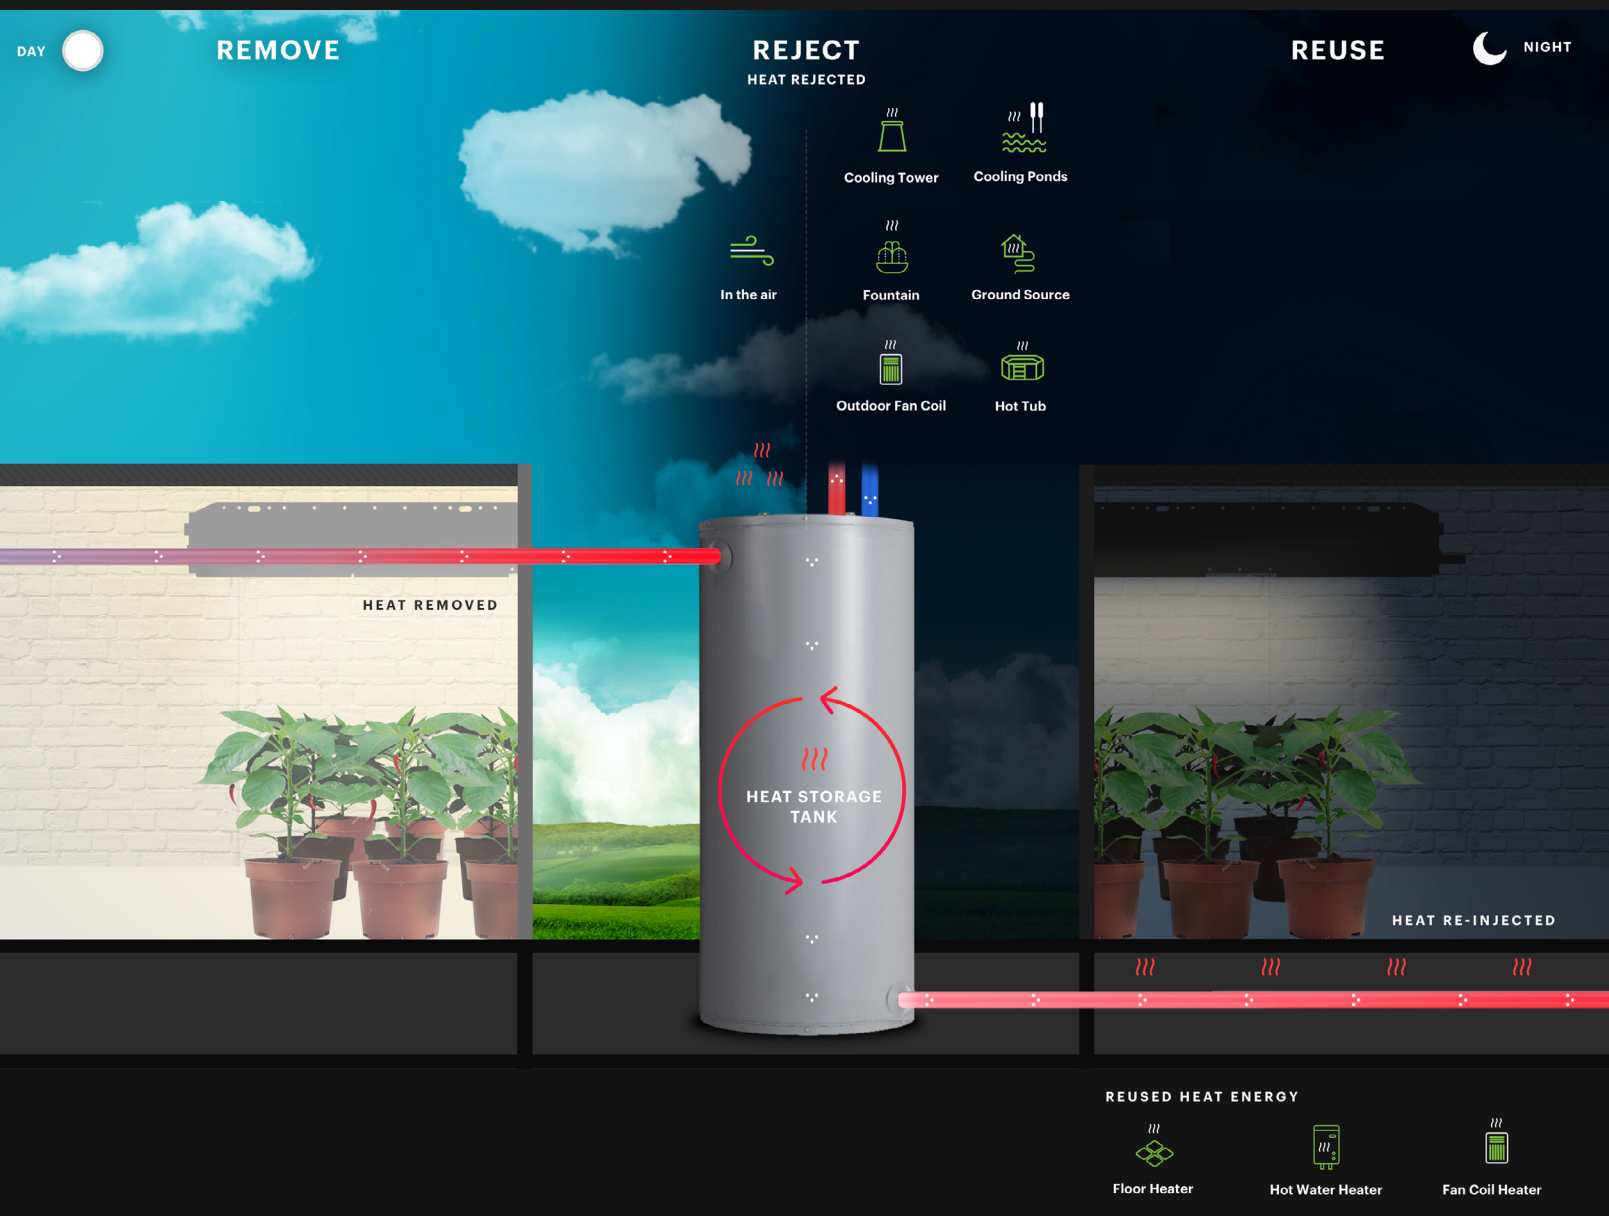 DAY
REMOVE
REJECT
HEAT REJECTED
REUSE
NIGHT
Cooling Tower
Cooling Ponds
In the air
Fountain
Ground Source
Outdoor Fan Coil
Hot Tub
HEAT REMOVED
HEAT STORAGE
TANK
HEAT RE-INJECTED
REUSED HEAT ENERGY
Floor Heater
Hot Water Heater
Fan Coil Heater